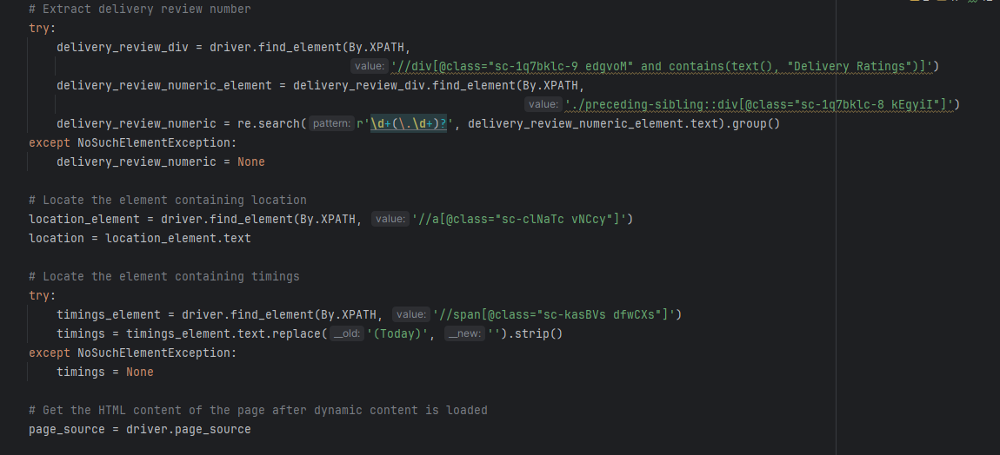 # Extract delivery review number
try:
    delivery_review_div = driver.find_element(By.XPATH,
                                              value: '//div[@class="sc-1q7bklc-9 edgvoM" and contains(text(), "Delivery Ratings")]')
    delivery_review_numeric_element = delivery_review_div.find_element(By.XPATH,
                                                                       value: './preceding-sibling::div[@class="sc-1q7bklc-8 kEgyiI"]')
    delivery_review_numeric = re.search( pattern: r'\d+(\.\d+)?', delivery_review_numeric_element.text).group()
except NoSuchElementException:
    delivery_review_numeric = None
# Locate the element containing location
location_element = driver.find_element(By.XPATH, value: '//a[@class="sc-clNaTc vNCcy"]')
location = location_element.text
# Locate the element containing timings
try:
    timings_element = driver.find_element(By.XPATH, value: '//span[@class="sc-kasBVs dfwCXs"]')
    timings = timings_element.text.replace( __old: '(Today)', __new: '').strip()
except NoSuchElementException:
    timings = None
# Get the HTML content of the page after dynamic content is loaded
page_source = driver.page_source